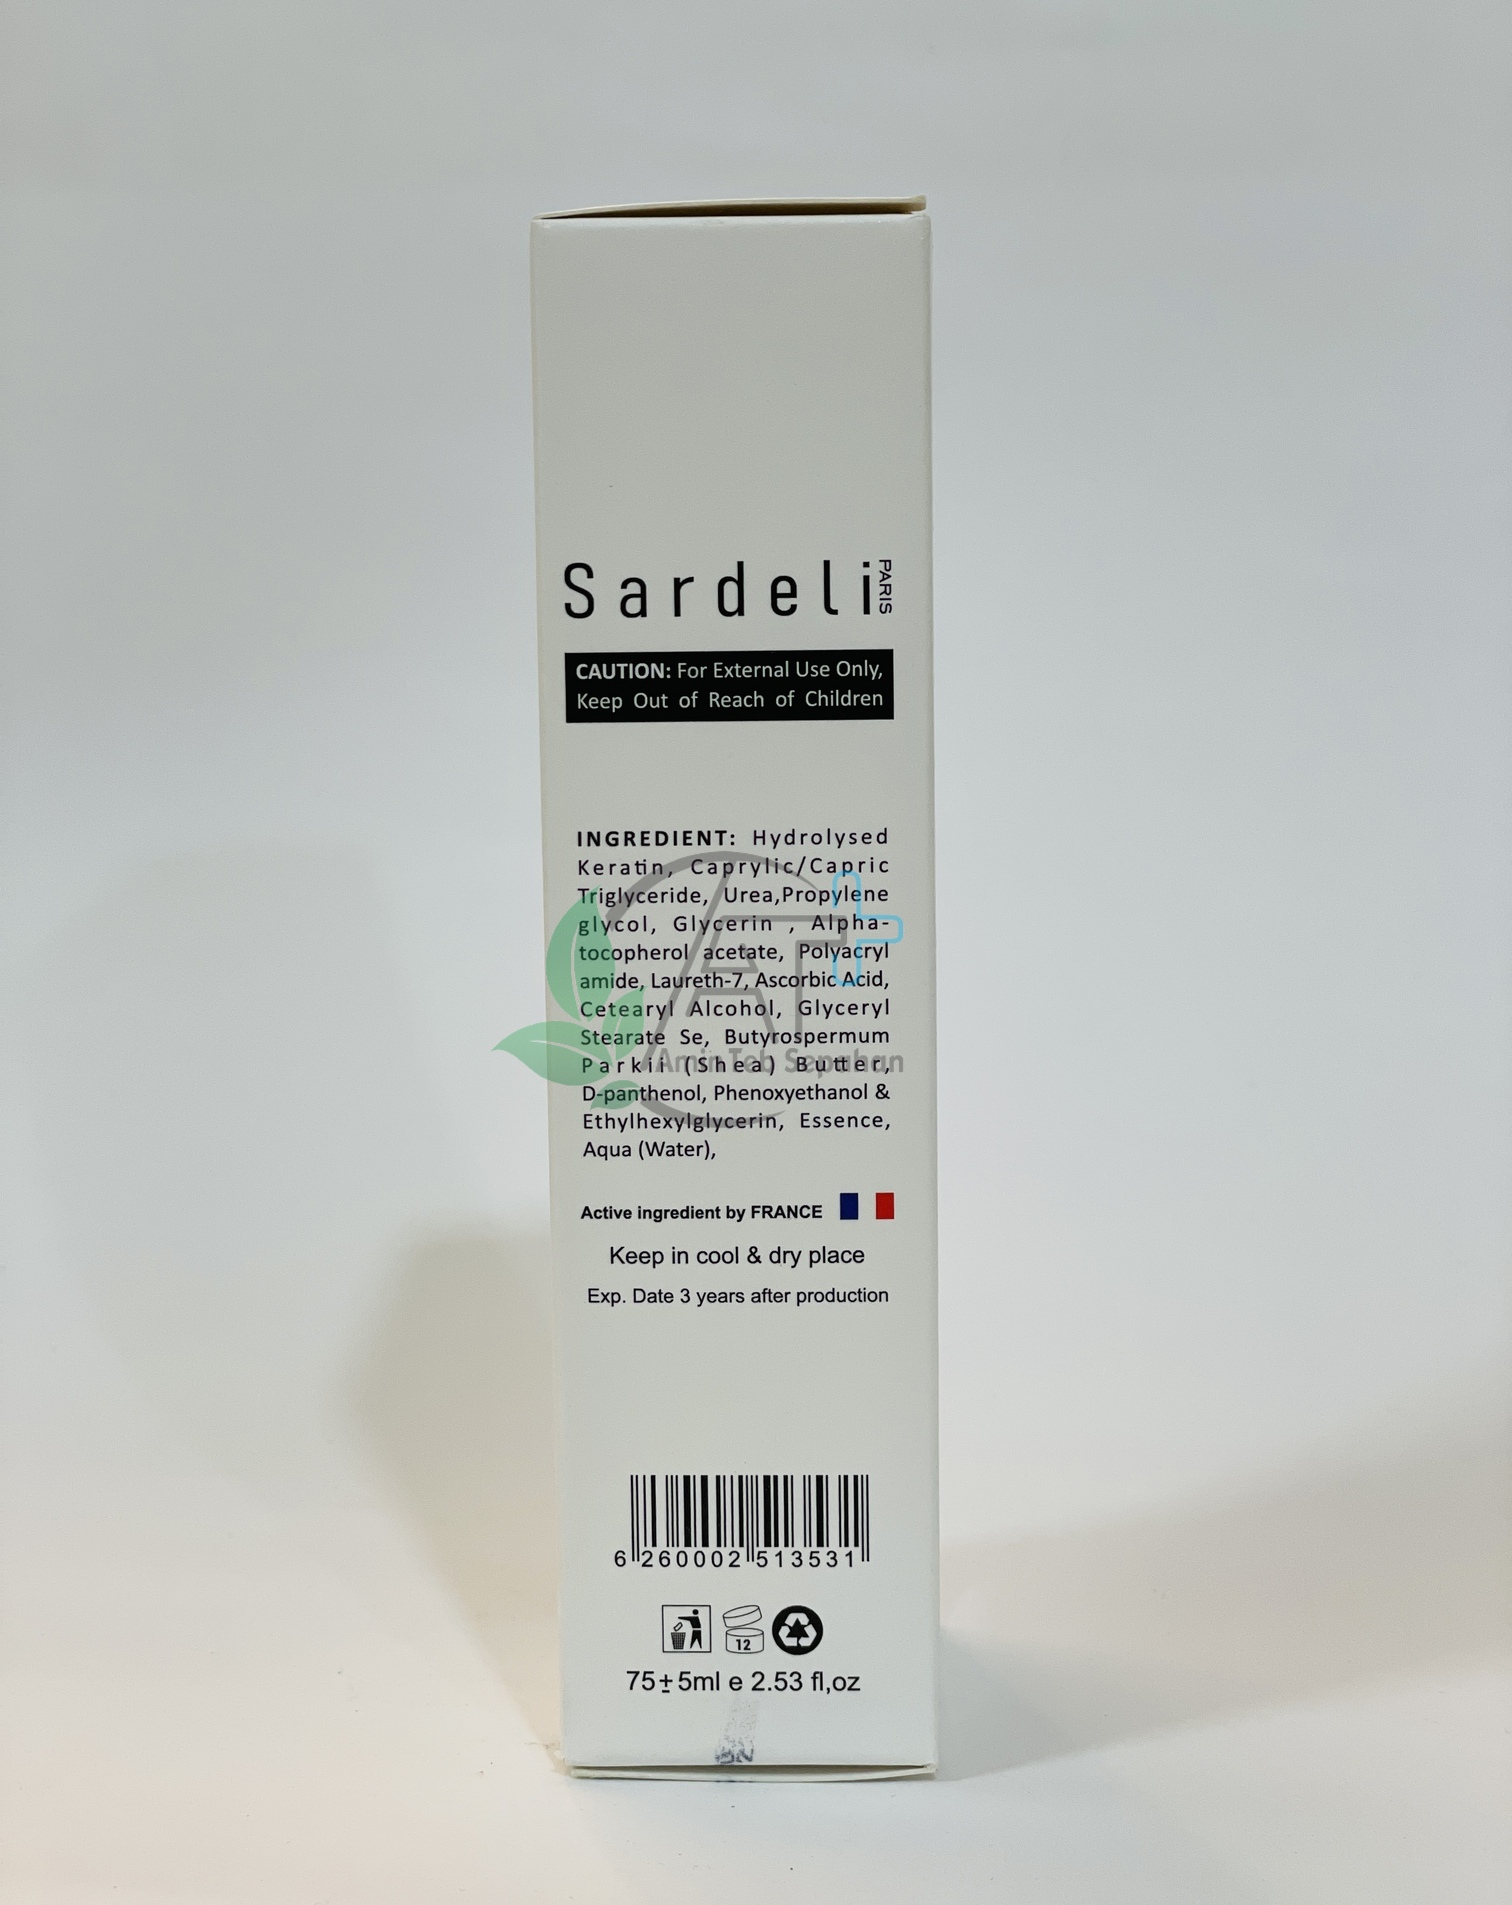 Sardeli PARIS
CAUTION: For External Use Only,
Keep Out of Reach of Children
INGREDIENT: Hydrolysed
Keratin, Caprylic/Capric
Triglyceride, Urea,Propylene
glycol, Glycerin , Alpha-
tocopherol acetate, Polyacryl
amide, Laureth-7, Ascorbic Acid,
Cetearyl Alcohol, Glyceryl
Stearate Se, Butyrospermum
Parkii (Shea) Butter,
Amin Teb Sepahan
D-panthenol, Phenoxyethanol &
Ethylhexylglycerin, Essence,
Aqua (Water),
Active ingredient by FRANCE
Keep in cool & dry place
Exp. Date 3 years after production
6 260002 513531
12
75±5ml e 2.53 fl,oz